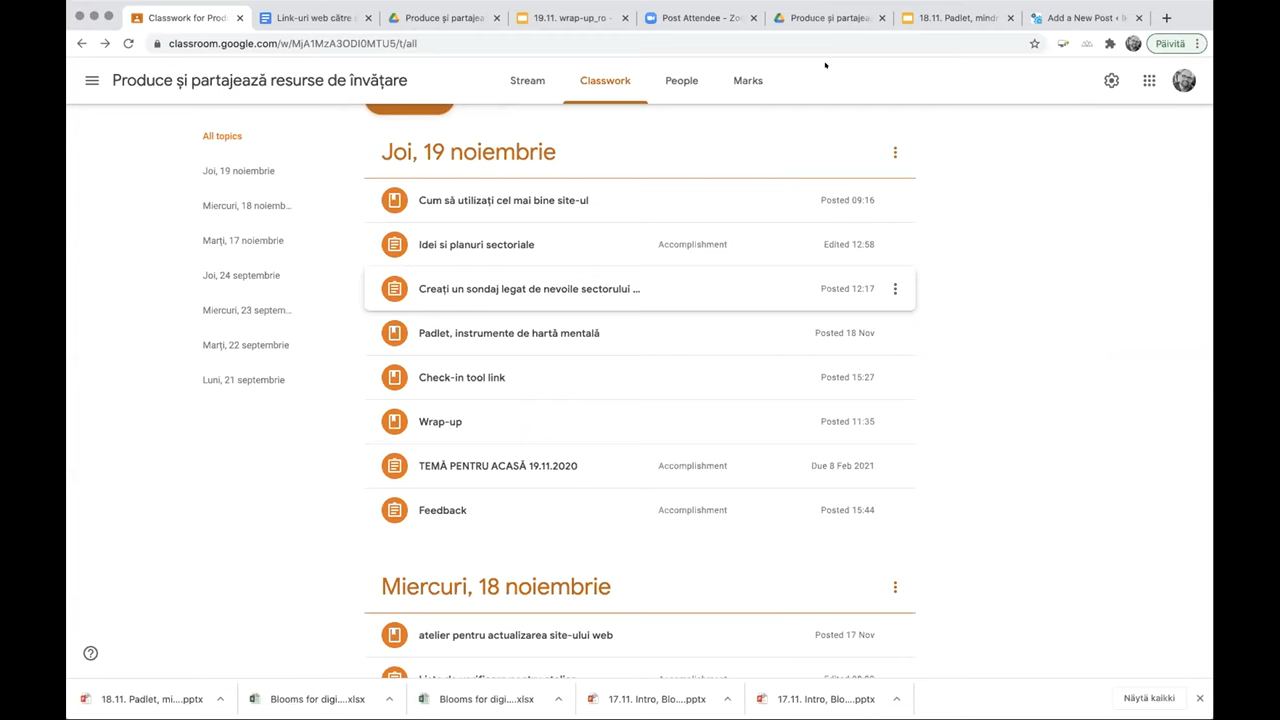 Classwork for Pro
Link-uri web către s
Produce și partajea
19.11. wrap-up_ro -
Post Attendee - Zoo
Produce și partajea
18.11. Padlet, mindm
Add a New Post ‹ I
classroom.google.com/w/MjA1MzA3ODI0MTU5/t/all
Päivitä
Produce și partajează resurse de învățare
Stream
Classwork
People
Marks
All topics
Joi, 19 noiembrie
Miercuri, 18 noiemb...
Marți, 17 noiembrie
Joi, 24 septembrie
Miercuri, 23 septem...
Marți, 22 septembrie
Luni, 21 septembrie
Joi, 19 noiembrie
Cum să utilizați cel mai bine site-ul
Posted 09:16
Idei si planuri sectoriale
Accomplishment
Edited 12:58
Creați un sondaj legat de nevoile sectorului ...
Posted 12:17
Padlet, instrumente de hartă mentală
Posted 18 Nov
Check-in tool link
Posted 15:27
Wrap-up
Posted 11:35
TEMĂ PENTRU ACASĂ 19.11.2020
Accomplishment
Due 8 Feb 2021
Feedback
Accomplishment
Posted 15:44
Miercuri, 18 noiembrie
atelier pentru actualizarea site-ului web
Posted 17 Nov
18.11. Padlet, mi....pptx
Blooms for digi....xlsx
Blooms for digi....xlsx
17.11. Intro, Blo....pptx
17.11. Intro, Blo....pptx
Näytä kaikki